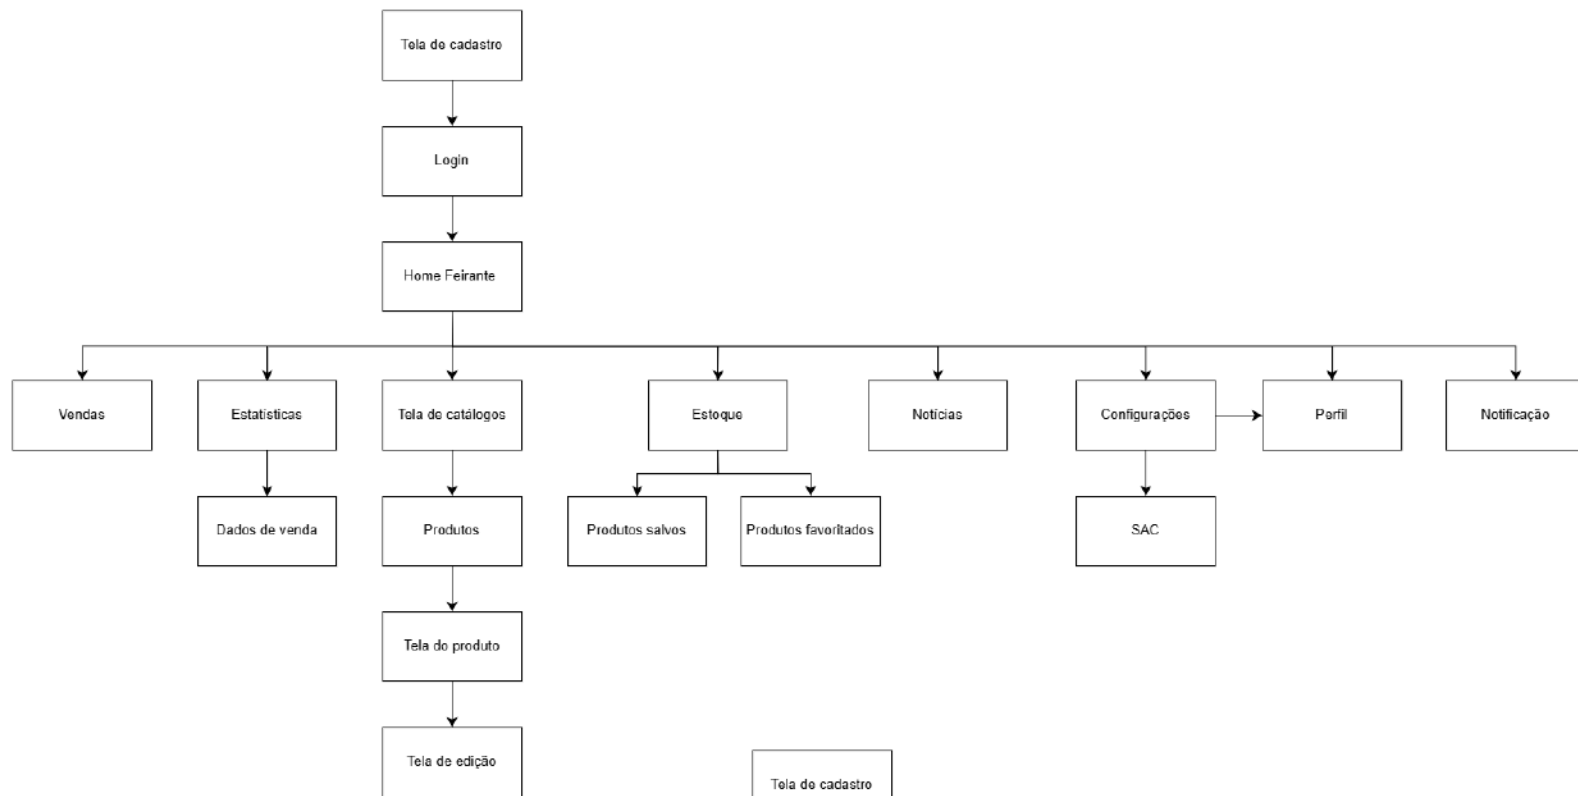 Tela de cadastro
Login
Home Feirante
Vendas
Estatísticas
Tela de catálogos
Estoque
Notícias
Configurações
Perfil
Notificação
Dados de venda
Produtos
Produtos salvos
Produtos favoritados
SAC
Tela do produto
Tela de edição
Tela de cadastro